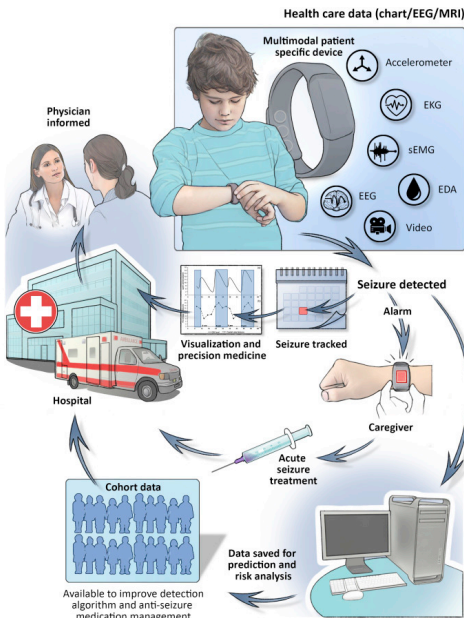 Health care data (chart/EEG/MRI)
Multimodal patient
specific device
Accelerometer
EKG
sEMG
EEG
EDA
Video
Physician
informed
Seizure detected
Alarm
Visualization and
precision medicine
Seizure tracked
Hospital
Caregiver
Acute
seizure
treatment
Cohort data
Data saved for
prediction and
risk analysis
Available to improve detection
algorithm and anti-seizure
medication management